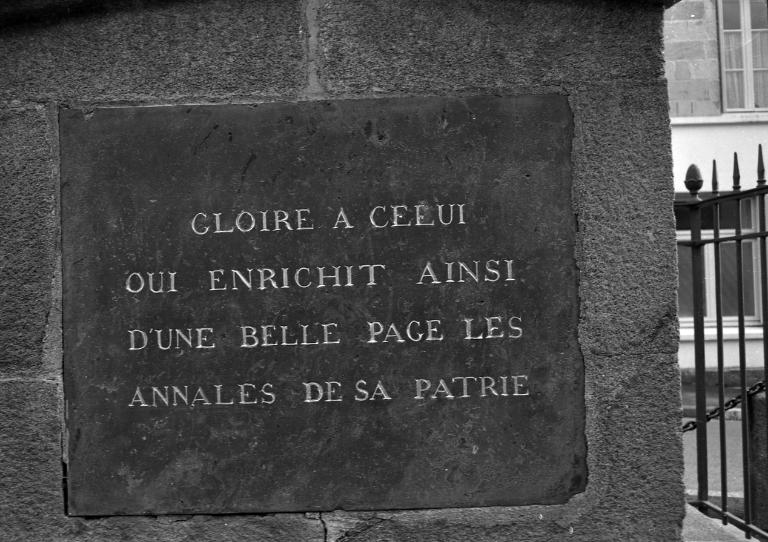 GLOIRE A CELUI
QUI ENRICHIT AINSI
D'UNE BELLE PAGE LES
ANNALES DE SA PATRIE